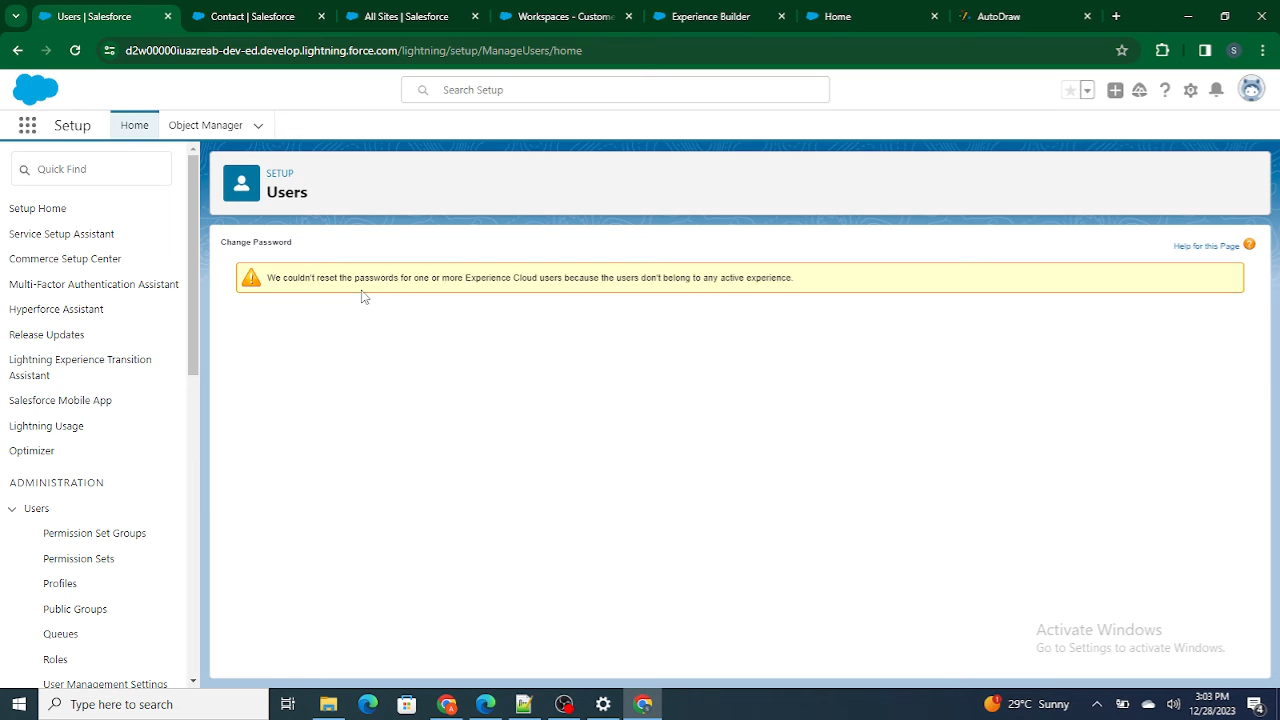 Users | Salesforce
Contact | Salesforce
All Sites | Salesforce
Workspaces - Custome
Experience Builder
Home
AutoDraw
d2w00000iuazreab-dev-ed.develop.lightning.force.com/lightning/setup/ManageUsers/home
S
Search Setup
Setup
Home
Object Manager
Quick Find
Setup Home
Service Setup Assistant
Commerce Setup Center
Multi-Factor Authentication Assistant
Hyperforce Assistant
Release Updates
Lightning Experience Transition
Assistant
Salesforce Mobile App
Lightning Usage
Optimizer
ADMINISTRATION
Users
Permission Set Groups
Permission Sets
Profiles
Public Groups
Queues
Roles
User Management Settings
SETUP
Users
Change Password
Help for this Page
We couldn't reset the passwords for one or more Experience Cloud users because the users don't belong to any active experience.
Activate Windows
Go to Settings to activate Windows.
Type here to search
29°C Sunny
3:03 PM
12/28/2023
4